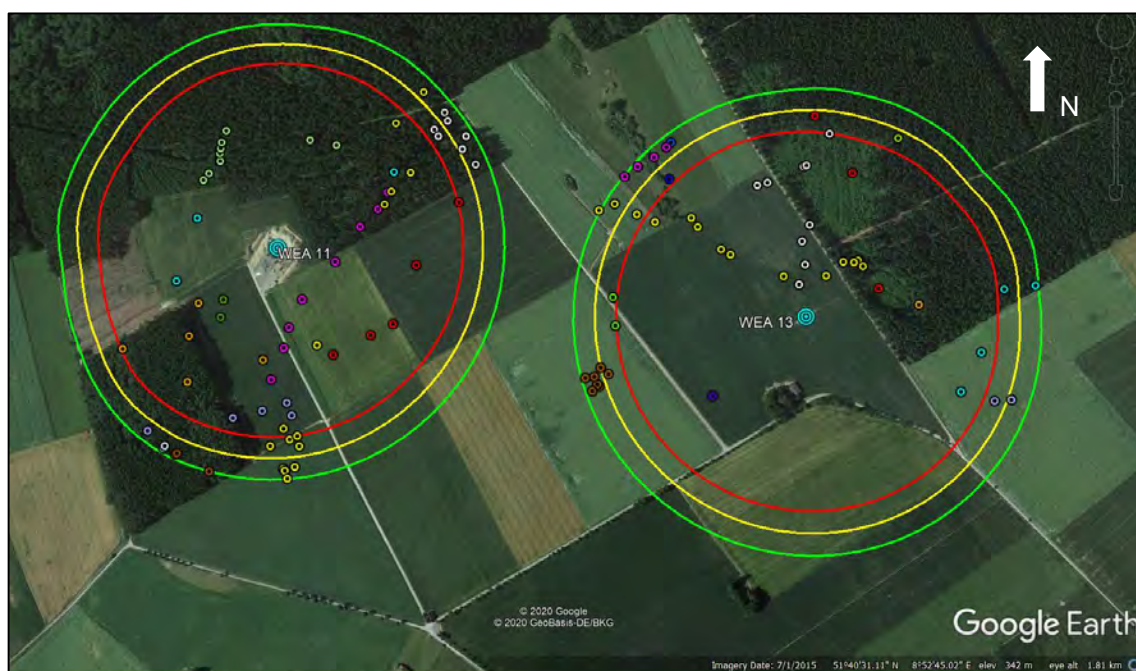 N
WEA 11
WEA 13
© 2020 Google
© 2020 GeoBasis-DE/BKG
Google Earth
Imagery Date: 7/1/2015 51°40'31.11" N 8°52'45.02" E elev 342 m eye alt 1.81 km